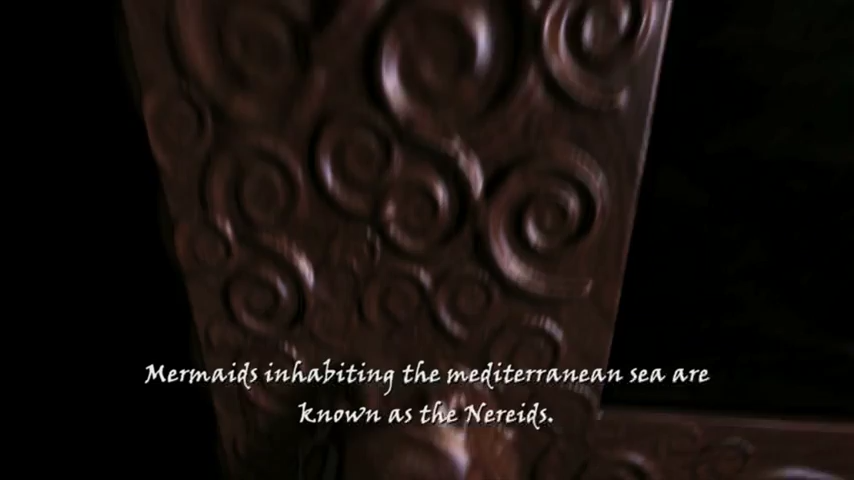 Mermaids inhabiting the mediterranean sea are
known as the Nereids.